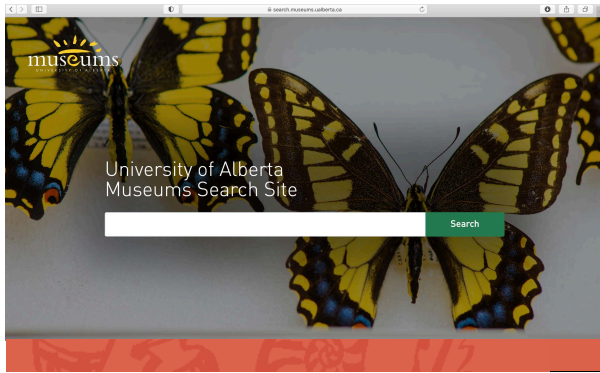 search.museums.ualberta.ca
museums
UNIVERSITY OF ALBERTA
University of Alberta
Museums Search Site
Search